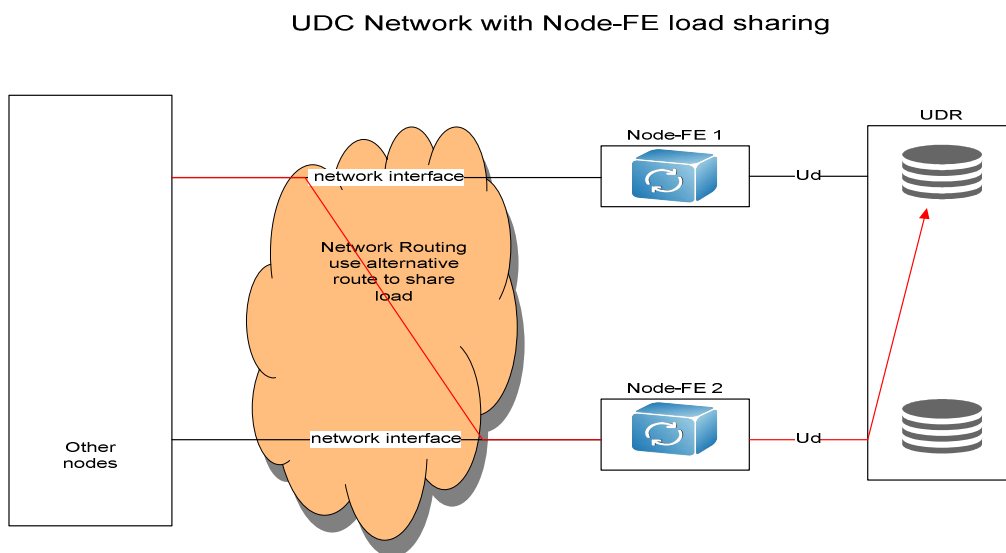 UDC Network with Node-FE load sharing
UDR
Node-FE 1
network interface
Ud
Network Routing
use alternative
route to share
load
Node-FE 2
network interface
Ud
Other
nodes